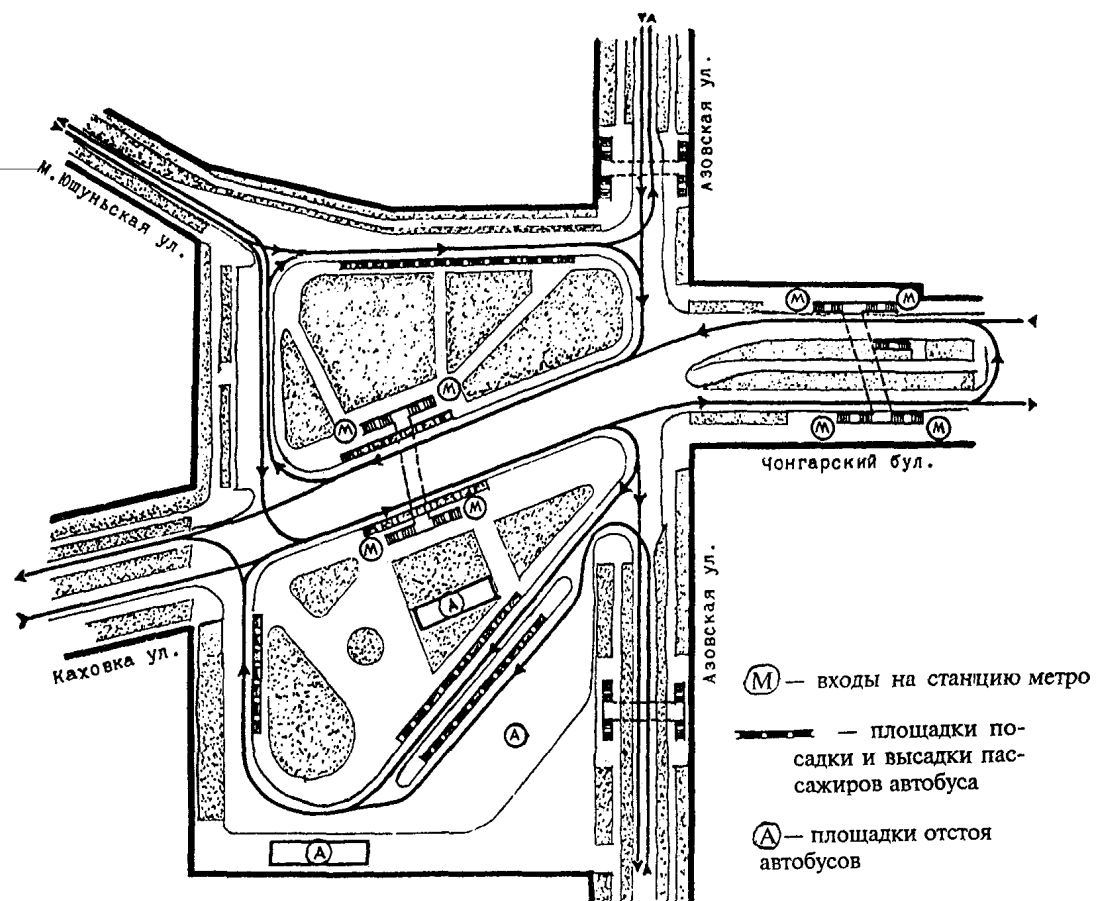 Азовская ул.
М. Юшуньская ул.
М
М
М
М
Чонгарский бул.
М
М
М
М
А
Каховка ул.
Азовская ул.
А
А
М — входы на станцию метро
— площадки по-
садки и высадки пас-
сажиров автобуса
А — площадки отстоя
автобусов